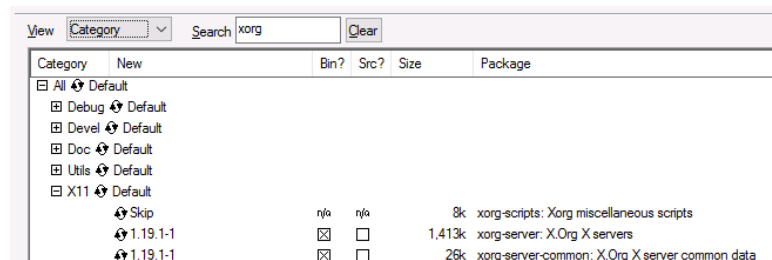 View Category Search xorg Clear
Category New Bin? Src? Size Package
All Default
Debug Default
Devel Default
Doc Default
Utils Default
X11 Default
Skip n/a n/a 8k xorg-scripts: Xorg miscellaneous scripts
1.19.1-1 1,413k xorg-server: X.Org X servers
1.19.1-1 26k xorg-server-common: X.Org X server common data